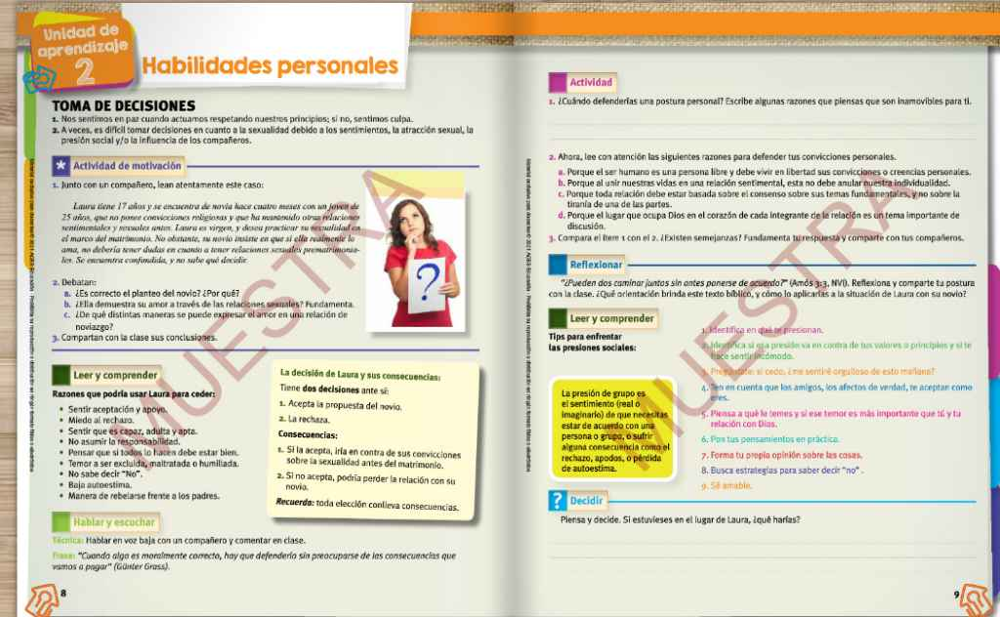 Unidad de
aprendizaje
2
Habilidades personales
TOMA DE DECISIONES
1. Nos sentimos en paz cuando actuamos respetando nuestros principios; si no, sentimos culpa.
2. A veces, es difícil tomar decisiones en cuanto a la sexualidad debido a los sentimientos, la atracción sexual, la
presión social y/o la influencia de los compañeros.
* Actividad de motivación
1. Junto con un compañero, lean atentamente este caso:
Laura tiene 17 años y se encuentra de novia hace cuatro meses con un joven de
25 años, que no posee convicciones religiosas y que ha mantenido otras relaciones
sentimentales y sexuales antes. Laura es virgen, y desea practicar su sexualidad en
el marco del matrimonio. No obstante, su novio insiste en que si ella realmente lo
ama, no debería tener dudas en cuanto a tener relaciones sexuales prematrimonia-
les. Se encuentra confundida, y no sabe qué decidir.
?
2. Debatan:
a. ¿Es correcto el planteo del novio? ¿Por qué?
b. ¿Ella demuestra su amor a través de las relaciones sexuales? Fundamenta.
c. ¿De qué distintas maneras se puede expresar el amor en una relación de
noviazgo?
3. Compartan con la clase sus conclusiones.
Leer y comprender
Razones que podría usar Laura para ceder:
• Sentir aceptación y apoyo.
• Miedo al rechazo.
• Sentir que es capaz, adulta y apta.
• No asumir la responsabilidad.
• Pensar que si todos lo hacen debe estar bien.
• Temor a ser excluida, maltratada o humillada.
• No sabe decir “No”.
• Baja autoestima.
• Manera de rebelarse frente a los padres.
La decisión de Laura y sus consecuencias:
Tiene dos decisiones ante sí:
1. Acepta la propuesta del novio.
2. La rechaza.
Consecuencias:
1. Si la acepta, iría en contra de sus convicciones
sobre la sexualidad antes del matrimonio.
2. Si no acepta, podría perder la relación con su
novio.
Recuerda: toda elección conlleva consecuencias.
Hablar y escuchar
Técnica: Hablar en voz baja con un compañero y comentar en clase.
Frase: “Cuando algo es moralmente correcto, hay que defenderlo sin preocuparse de las consecuencias que
vamos a pagar” (Günter Grass).
8
MUESTRA
Actividad
1. ¿Cuándo defenderías una postura personal? Escribe algunas razones que piensas que son inamovibles para ti.
2. Ahora, lee con atención las siguientes razones para defender tus convicciones personales.
a. Porque el ser humano es una persona libre y debe vivir en libertad sus convicciones o creencias personales.
b. Porque al unir nuestras vidas en una relación sentimental, esta no debe anular nuestra individualidad.
c. Porque toda relación debe estar basada sobre el consenso sobre sus temas fundamentales, y no sobre la
tiranía de una de las partes.
d. Porque en el lugar que ocupa Dios en el corazón de cada integrante de la relación es un tema importante de
discusión.
3. Compara el ítem 1 con el 2. ¿Existen semejanzas? Fundamenta tu respuesta y comparte con tus compañeros.
Reflexionar
“¿Pueden dos caminar juntos sin antes ponerse de acuerdo?” (Amós 3:3, NVI). Reflexiona y comparte tu postura
con la clase. ¿Qué orientación brinda este texto bíblico, y cómo lo aplicarías a la situación de Laura con su novio?
Leer y comprender
Tips para enfrentar
las presiones sociales:
La presión de grupo es
el sentimiento (real o
imaginario) de que necesitas
estar de acuerdo con una
persona o grupo, o sufrir
alguna consecuencia como el
rechazo, apodos, o pérdida
de autoestima.
1. Identifica en qué te presionan.
2. Identifica si esa presión va en contra de tus valores o principios y si te
hace sentir incómodo.
3. Pregúntate: si cedo, ¿me sentiré orgulloso de esto mañana?
4. Ten en cuenta que los amigos, los afectos de verdad, te aceptan como
eres.
5. Piensa a qué le temes y si ese temor es más importante que tú y tu
relación con Dios.
6. Pon tus pensamientos en práctica.
7. Forma tu propia opinión sobre las cosas.
8. Busca estrategias para saber decir “no” .
9. Sé amable.
? Decidir
Piensa y decide. Si estuvieses en el lugar de Laura, ¿qué harías?
9
MUESTRA